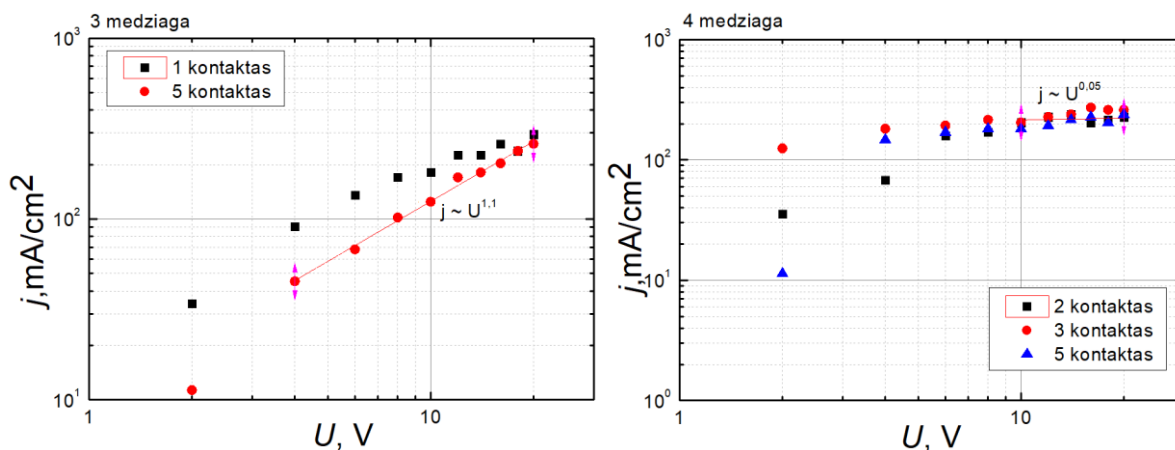 3 medziaga
10³
1 kontaktas
5 kontaktas
j ~ U¹·¹
10²
10¹
j,mA/cm²
1
10
U, V
4 medziaga
10³
j ~ U⁰·⁰⁵
10²
10¹
10⁰
j,mA/cm²
2 kontaktas
3 kontaktas
5 kontaktas
1
10
U, V